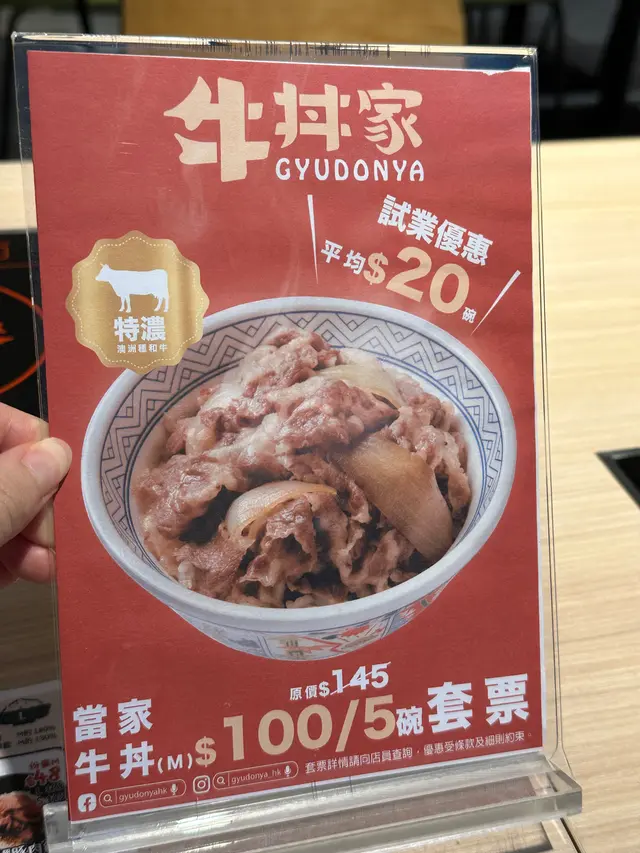 牛丼家
GYUDONYA
試業優惠
平均$20碗
特濃
澳洲穩和牛
原價$145
當家
牛丼(M)
$100/5碗套票
套票詳情請向店員查詢，優惠受條款及細則約束。
gyudonyahk
gyudonya_hk